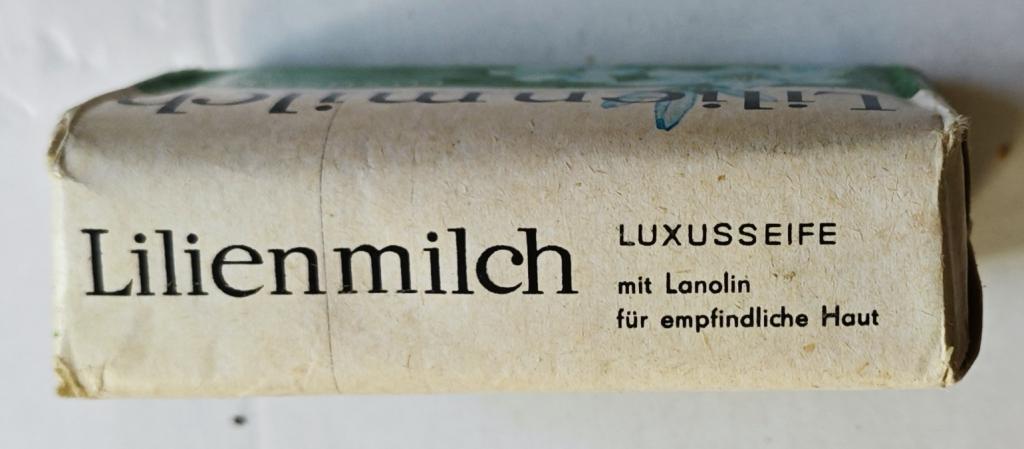 Lilienmilch
Lilienmilch
LUXUSSEIFE
mit Lanolin
für empfindliche Haut